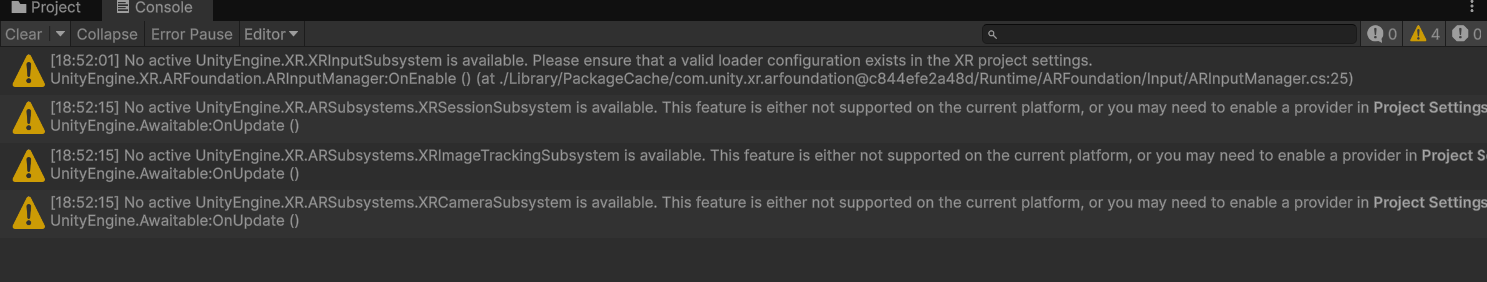 Project Console
Clear Collapse Error Pause Editor 0 4 0
[18:52:01] No active UnityEngine.XR.XRInputSubsystem is available. Please ensure that a valid loader configuration exists in the XR project settings.
UnityEngine.XR.ARFoundation.ARInputManager:OnEnable () (at ./Library/PackageCache/com.unity.xr.arfoundation@c844efe2a48d/Runtime/ARFoundation/Input/ARInputManager.cs:25)
[18:52:15] No active UnityEngine.XR.ARSubsystems.XRSessionSubsystem is available. This feature is either not supported on the current platform, or you may need to enable a provider in Project Settings
UnityEngine.Awaitable:OnUpdate ()
[18:52:15] No active UnityEngine.XR.ARSubsystems.XRImageTrackingSubsystem is available. This feature is either not supported on the current platform, or you may need to enable a provider in Project S
UnityEngine.Awaitable:OnUpdate ()
[18:52:15] No active UnityEngine.XR.ARSubsystems.XRCameraSubsystem is available. This feature is either not supported on the current platform, or you may need to enable a provider in Project Settings
UnityEngine.Awaitable:OnUpdate ()